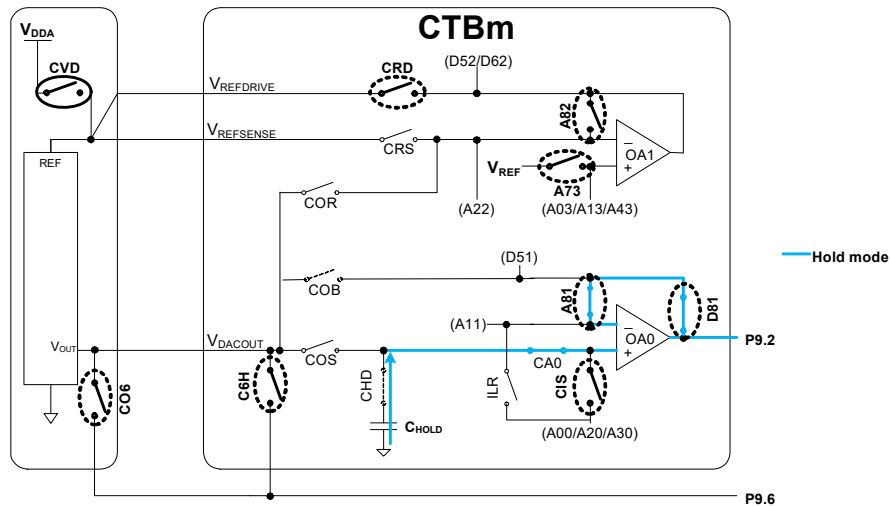 CTBm
VDDA
CVD
VREFDRIVE
CRD
(D52/D62)
A82
VREFSENSE
CRS
REF
OA1
VREF
A73
COR
(A22)
(A03/A13/A43)
Hold mode
(D51)
COB
A81
D81
(A11)
OA0
P9.2
VOUT
VDACOUT
COS
CA0
CO6
C6H
CHD
ILR
CIS
CHOLD
(A00/A20/A30)
P9.6